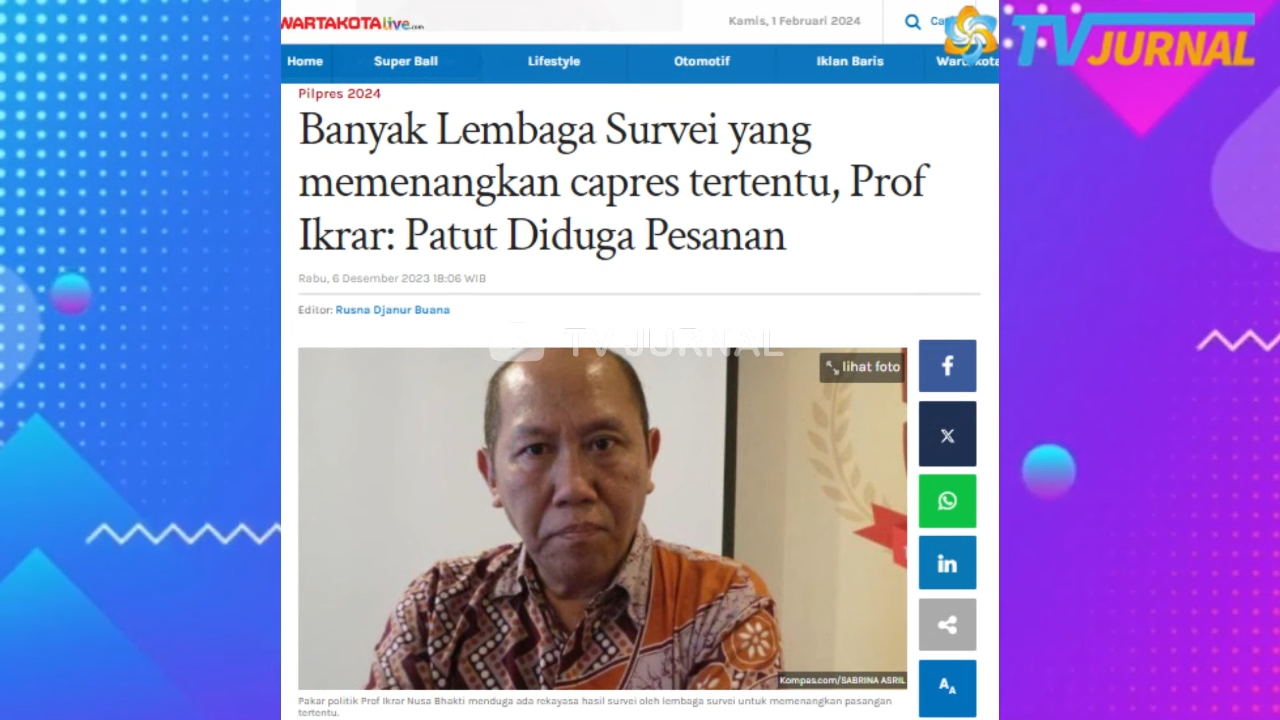 WARTAKOTAlive.com
Kamis, 1 Februari 2024
TVJURNAL
Home
Super Ball
Lifestyle
Otomotif
Iklan Baris
Pilpres 2024
Banyak Lembaga Survei yang
memenangkan capres tertentu, Prof
Ikrar: Patut Diduga Pesanan
Rabu, 6 Desember 2023 18:06 WIB
Editor: Rusna Djanur Buana
TV JURNAL
lihat foto
Kompas.com/SABRINA ASRIL
AA
Pakar politik Prof Ikrar Nusa Bhakti menduga ada rekayasa hasil survei oleh lembaga survei untuk memenangkan pasangan
tertentu.